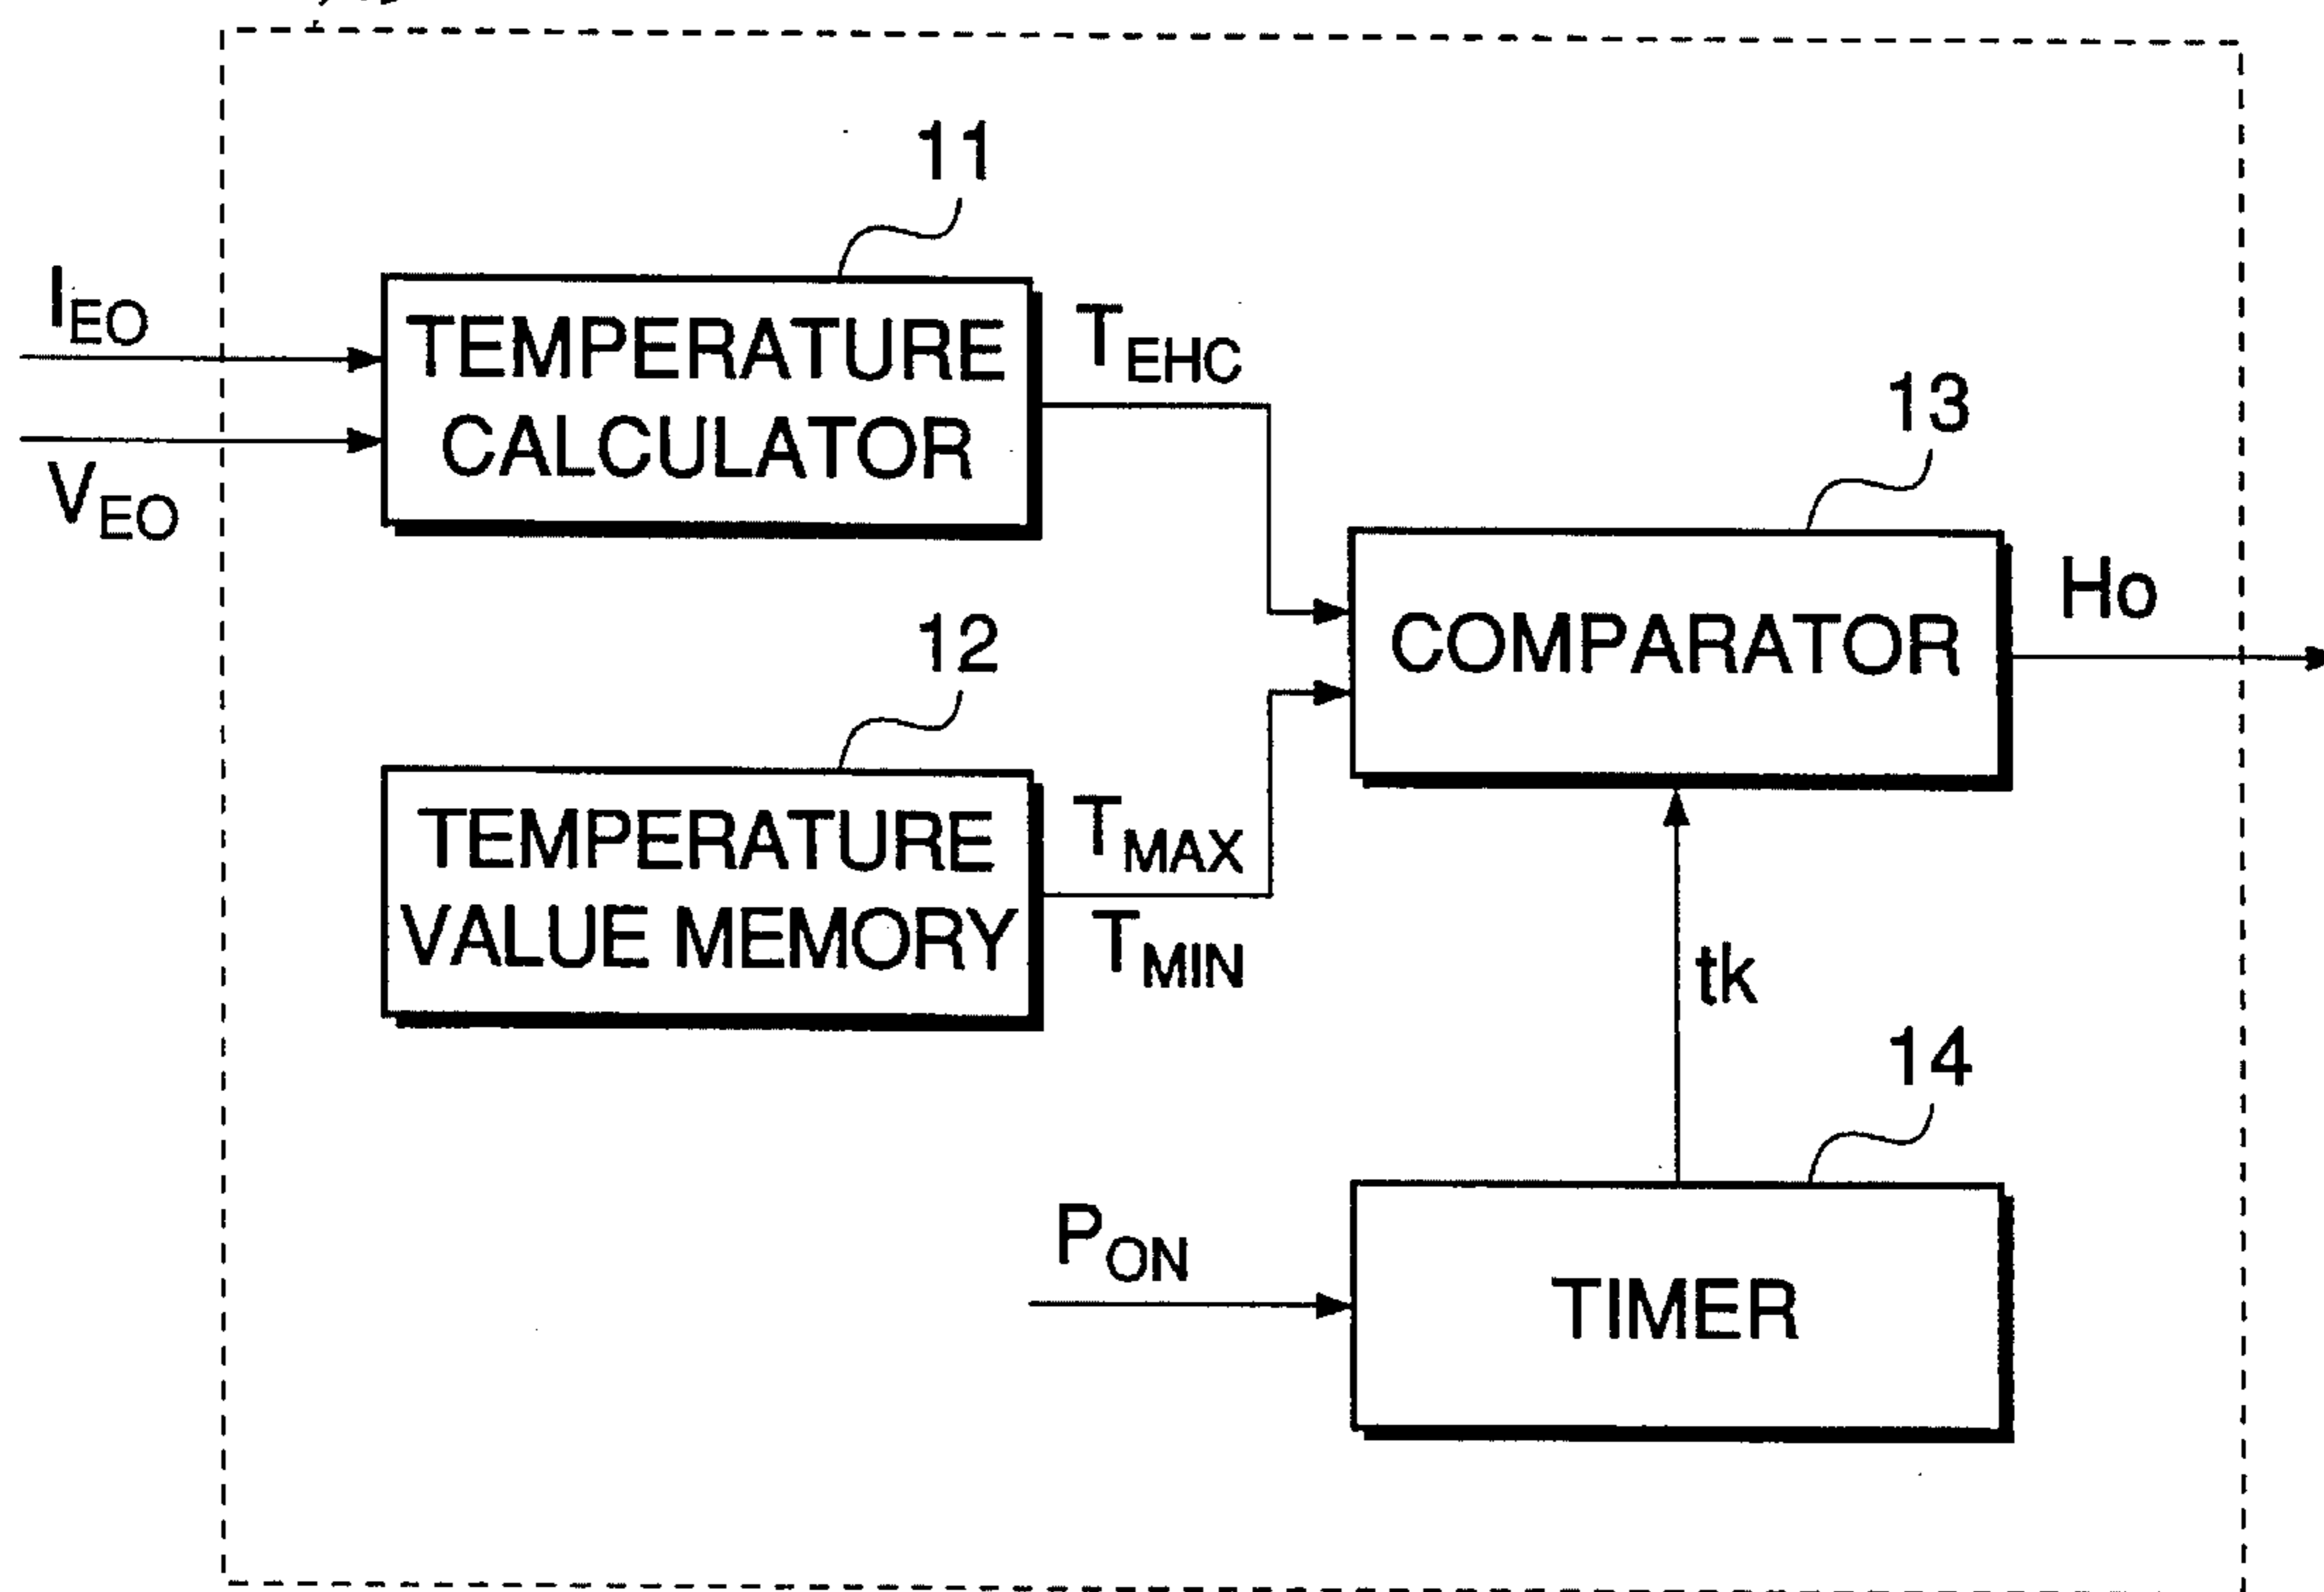 11
I_EO
TEMPERATURE
CALCULATOR
V_EO
T_EHC
13
COMPARATOR
Ho
12
TEMPERATURE
VALUE MEMORY
T_MAX
T_MIN
tk
14
P_ON
TIMER